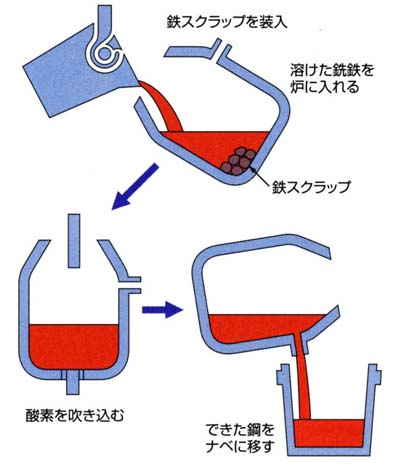 鉄スクラップを装入
溶けた銑鉄を
炉に入れる
鉄スクラップ
酸素を吹き込む
できた鋼を
ナベに移す